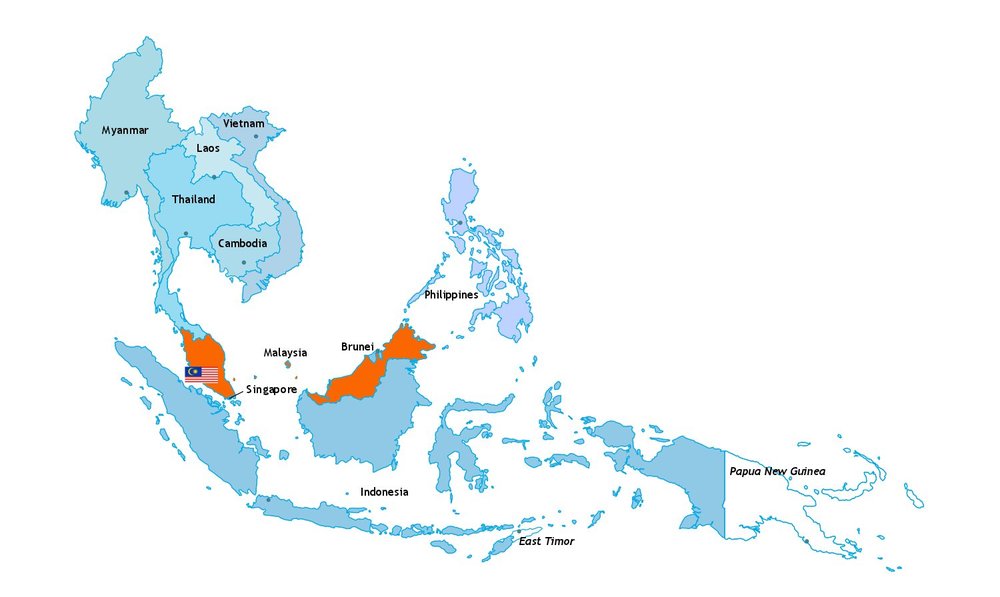 Vietnam
Myanmar
Laos
Thailand
Cambodia
Philippines
Brunei
Malaysia
Singapore
Papua New Guinea
Indonesia
East Timor